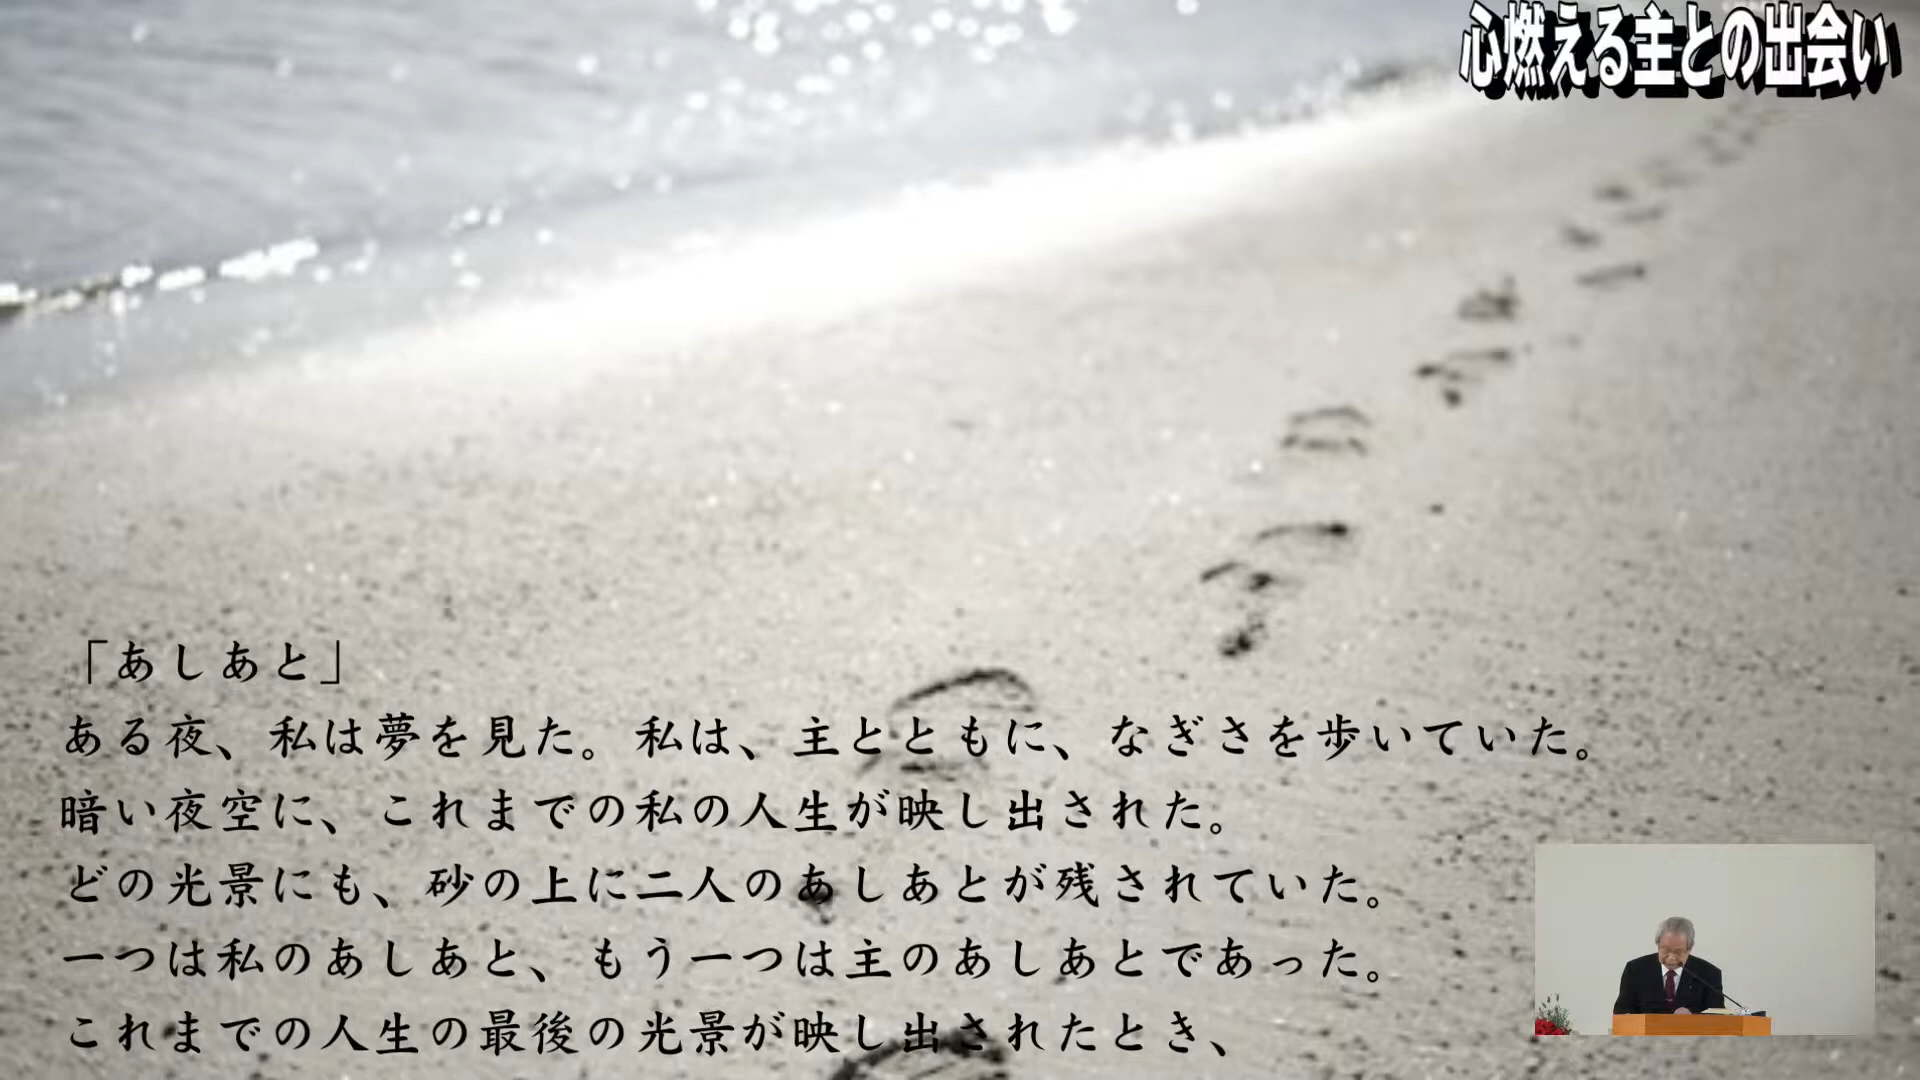 心燃える主との出会い
「あしあと」
ある夜、私は夢を見た。私は、主とともに、なぎさを歩いていた。
暗い夜空に、これまでの私の人生が映し出された。
どの光景にも、砂の上に二人のあしあとが残されていた。
一つは私のあしあと、もう一つは主のあしあとであった。
これまでの人生の最後の光景が映し出されたとき、